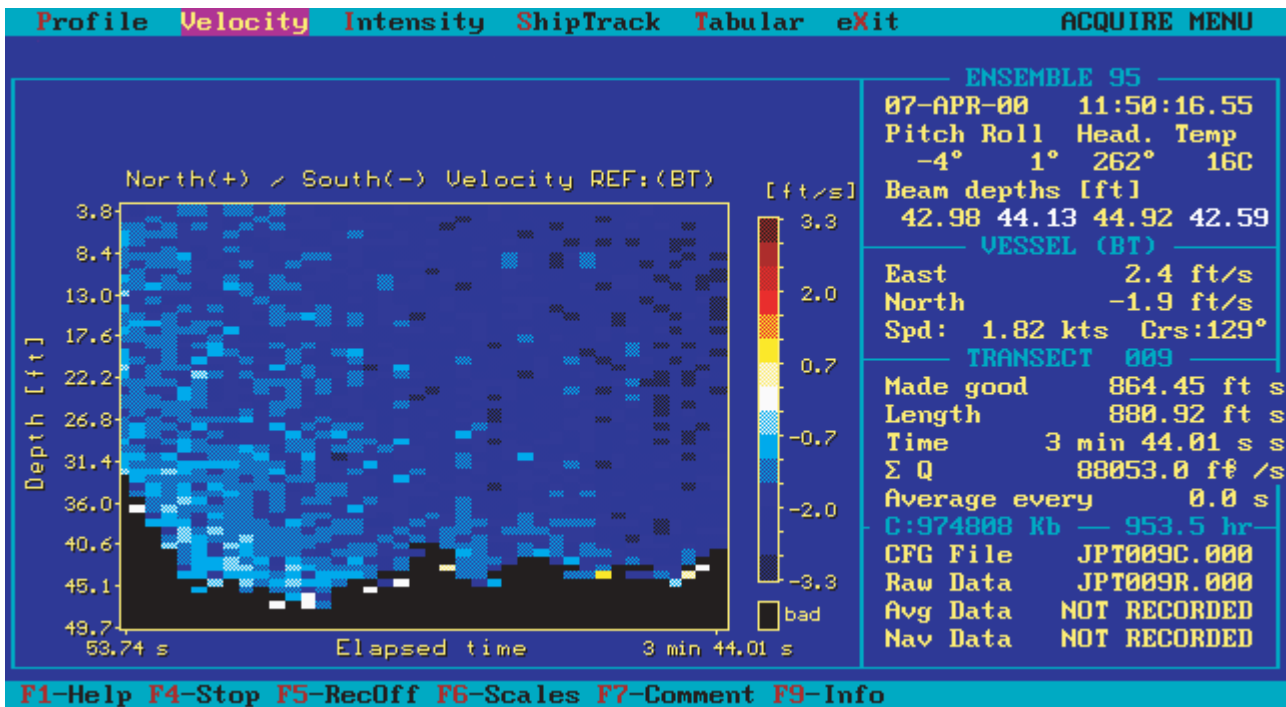 Profile Velocity Intensity ShipTrack Tabular eXit ACQUIRE MENU
North(+) / South(-) Velocity REF:(BT)
[ft/s]
Depth [ft]
3.8
8.4
13.0
17.6
22.2
26.8
31.4
36.0
40.6
45.1
49.7
53.74 s Elapsed time 3 min 44.01 s
3.3
2.0
0.7
-0.7
-2.0
-3.3
bad
ENSEMBLE 95
07-APR-00 11:50:16.55
Pitch Roll Head. Temp
-4° 1° 262° 16C
Beam depths [ft]
42.98 44.13 44.92 42.59
VESSEL (BT)
East 2.4 ft/s
North -1.9 ft/s
Spd: 1.82 kts Crs:129°
TRANSECT 009
Made good 864.45 ft s
Length 880.92 ft s
Time 3 min 44.01 s s
Σ Q 88053.0 /s
Average every 0.0 s
C:974808 Kb — 953.5 hr
CFG File JPT009C.000
Raw Data JPT009R.000
Avg Data NOT RECORDED
Nav Data NOT RECORDED
F1-Help F4-Stop F5-RecOff F6-Scales F7-Comment F9-Info